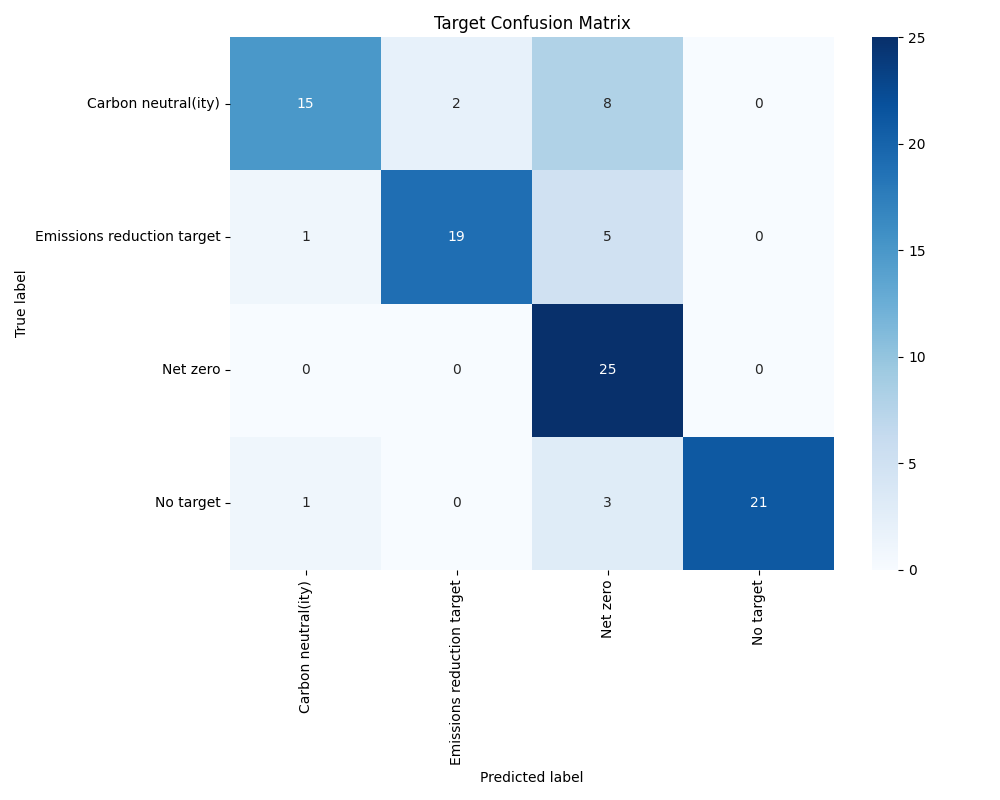 Target Confusion Matrix
Carbon neutral(ity) 15 2 8 0
Emissions reduction target 1 19 5 0
Net zero 0 0 25 0
No target 1 0 3 21
True label
Carbon neutral(ity)
Emissions reduction target
Net zero
No target
Predicted label
25
20
15
10
5
0